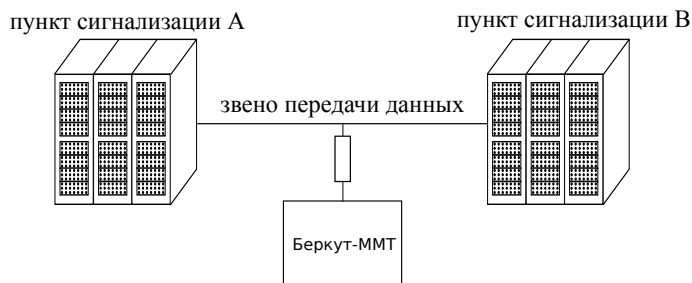 пункт сигнализации А
пункт сигнализации В
звено передачи данных
Беркут-ММТ